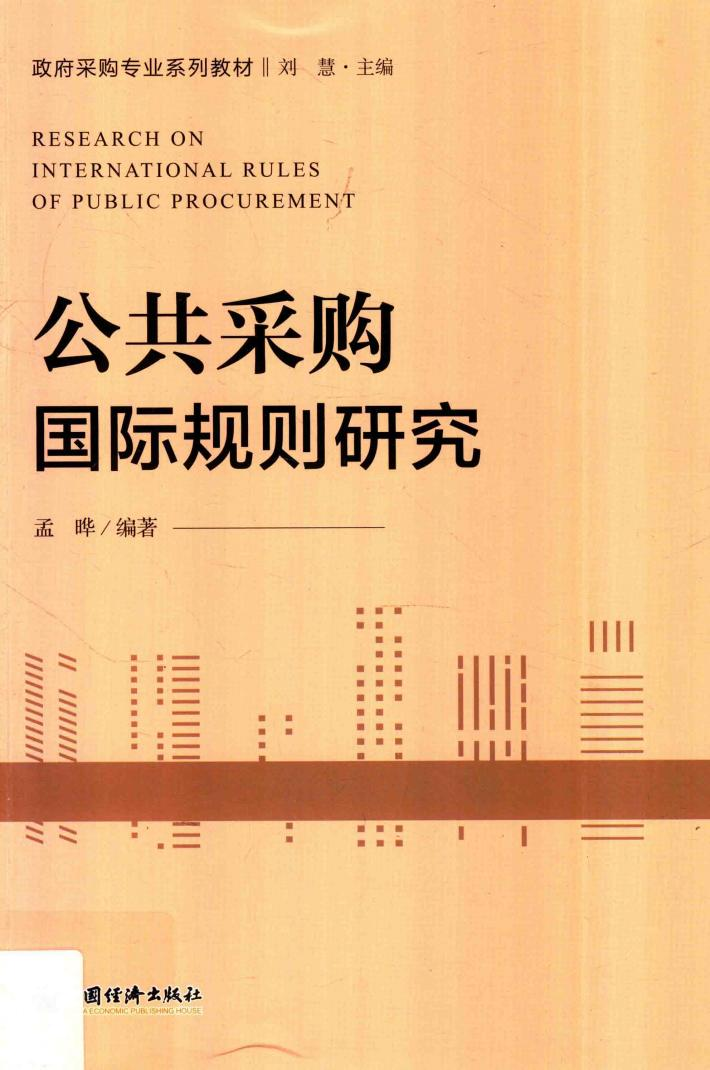 政府采购专业系列教材‖刘 慧·主编
RESEARCH ON
INTERNATIONAL RULES
OF PUBLIC PROCUREMENT
公共采购
国际规则研究
孟 晔/编著
国经济出版社
A ECONOMIC PUBLISHING HOUSE